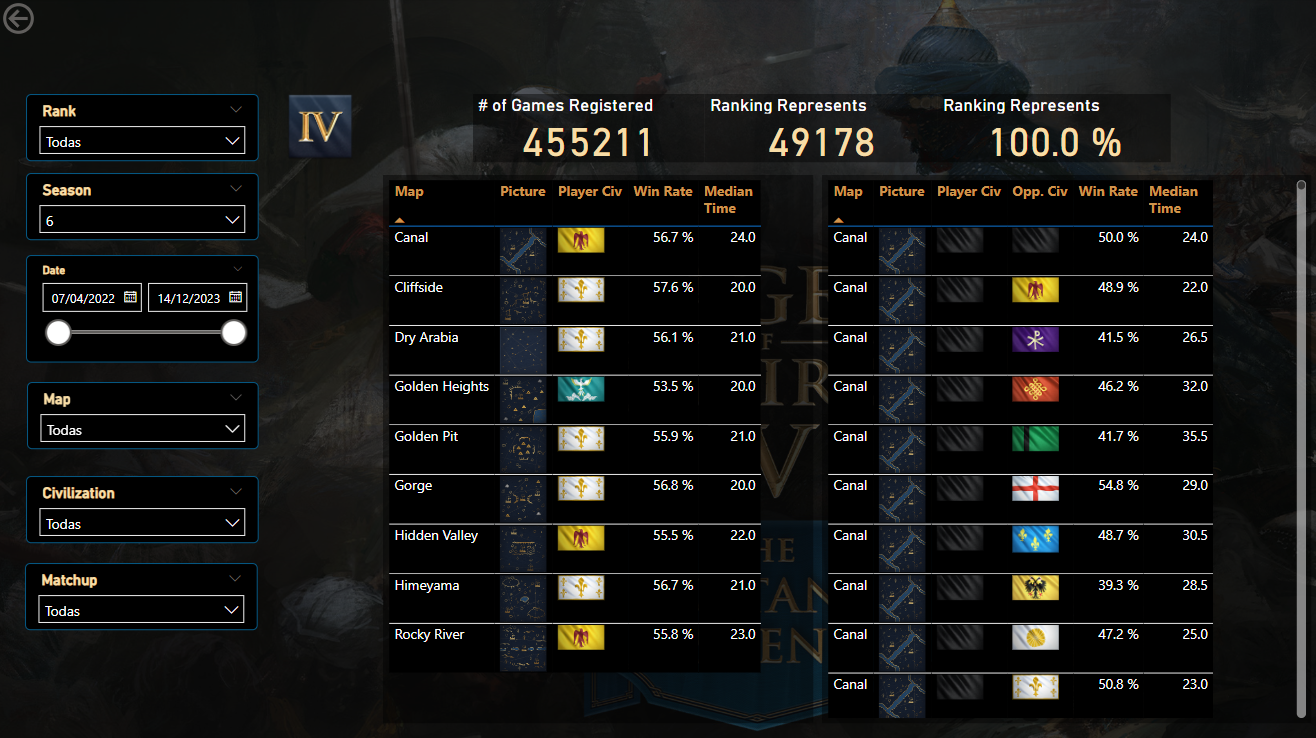 Rank
Todas
Season
6
Date
07/04/2022 14/12/2023
Map
Todas
Civilization
Todas
Matchup
Todas
IV
# of Games Registered
455211
Ranking Represents
49178
Ranking Represents
100.0 %
Map Picture Player Civ Win Rate Median Time
Canal 56.7 % 24.0
Cliffside 57.6 % 20.0
Dry Arabia 56.1 % 21.0
Golden Heights 53.5 % 20.0
Golden Pit 55.9 % 21.0
Gorge 56.8 % 20.0
Hidden Valley 55.5 % 22.0
Himeyama 56.7 % 21.0
Rocky River 55.8 % 23.0
Map Picture Player Civ Opp. Civ Win Rate Median Time
Canal 50.0 % 24.0
Canal 48.9 % 22.0
Canal 41.5 % 26.5
Canal 46.2 % 32.0
Canal 41.7 % 35.5
Canal 54.8 % 29.0
Canal 48.7 % 30.5
Canal 39.3 % 28.5
Canal 47.2 % 25.0
Canal 50.8 % 23.0